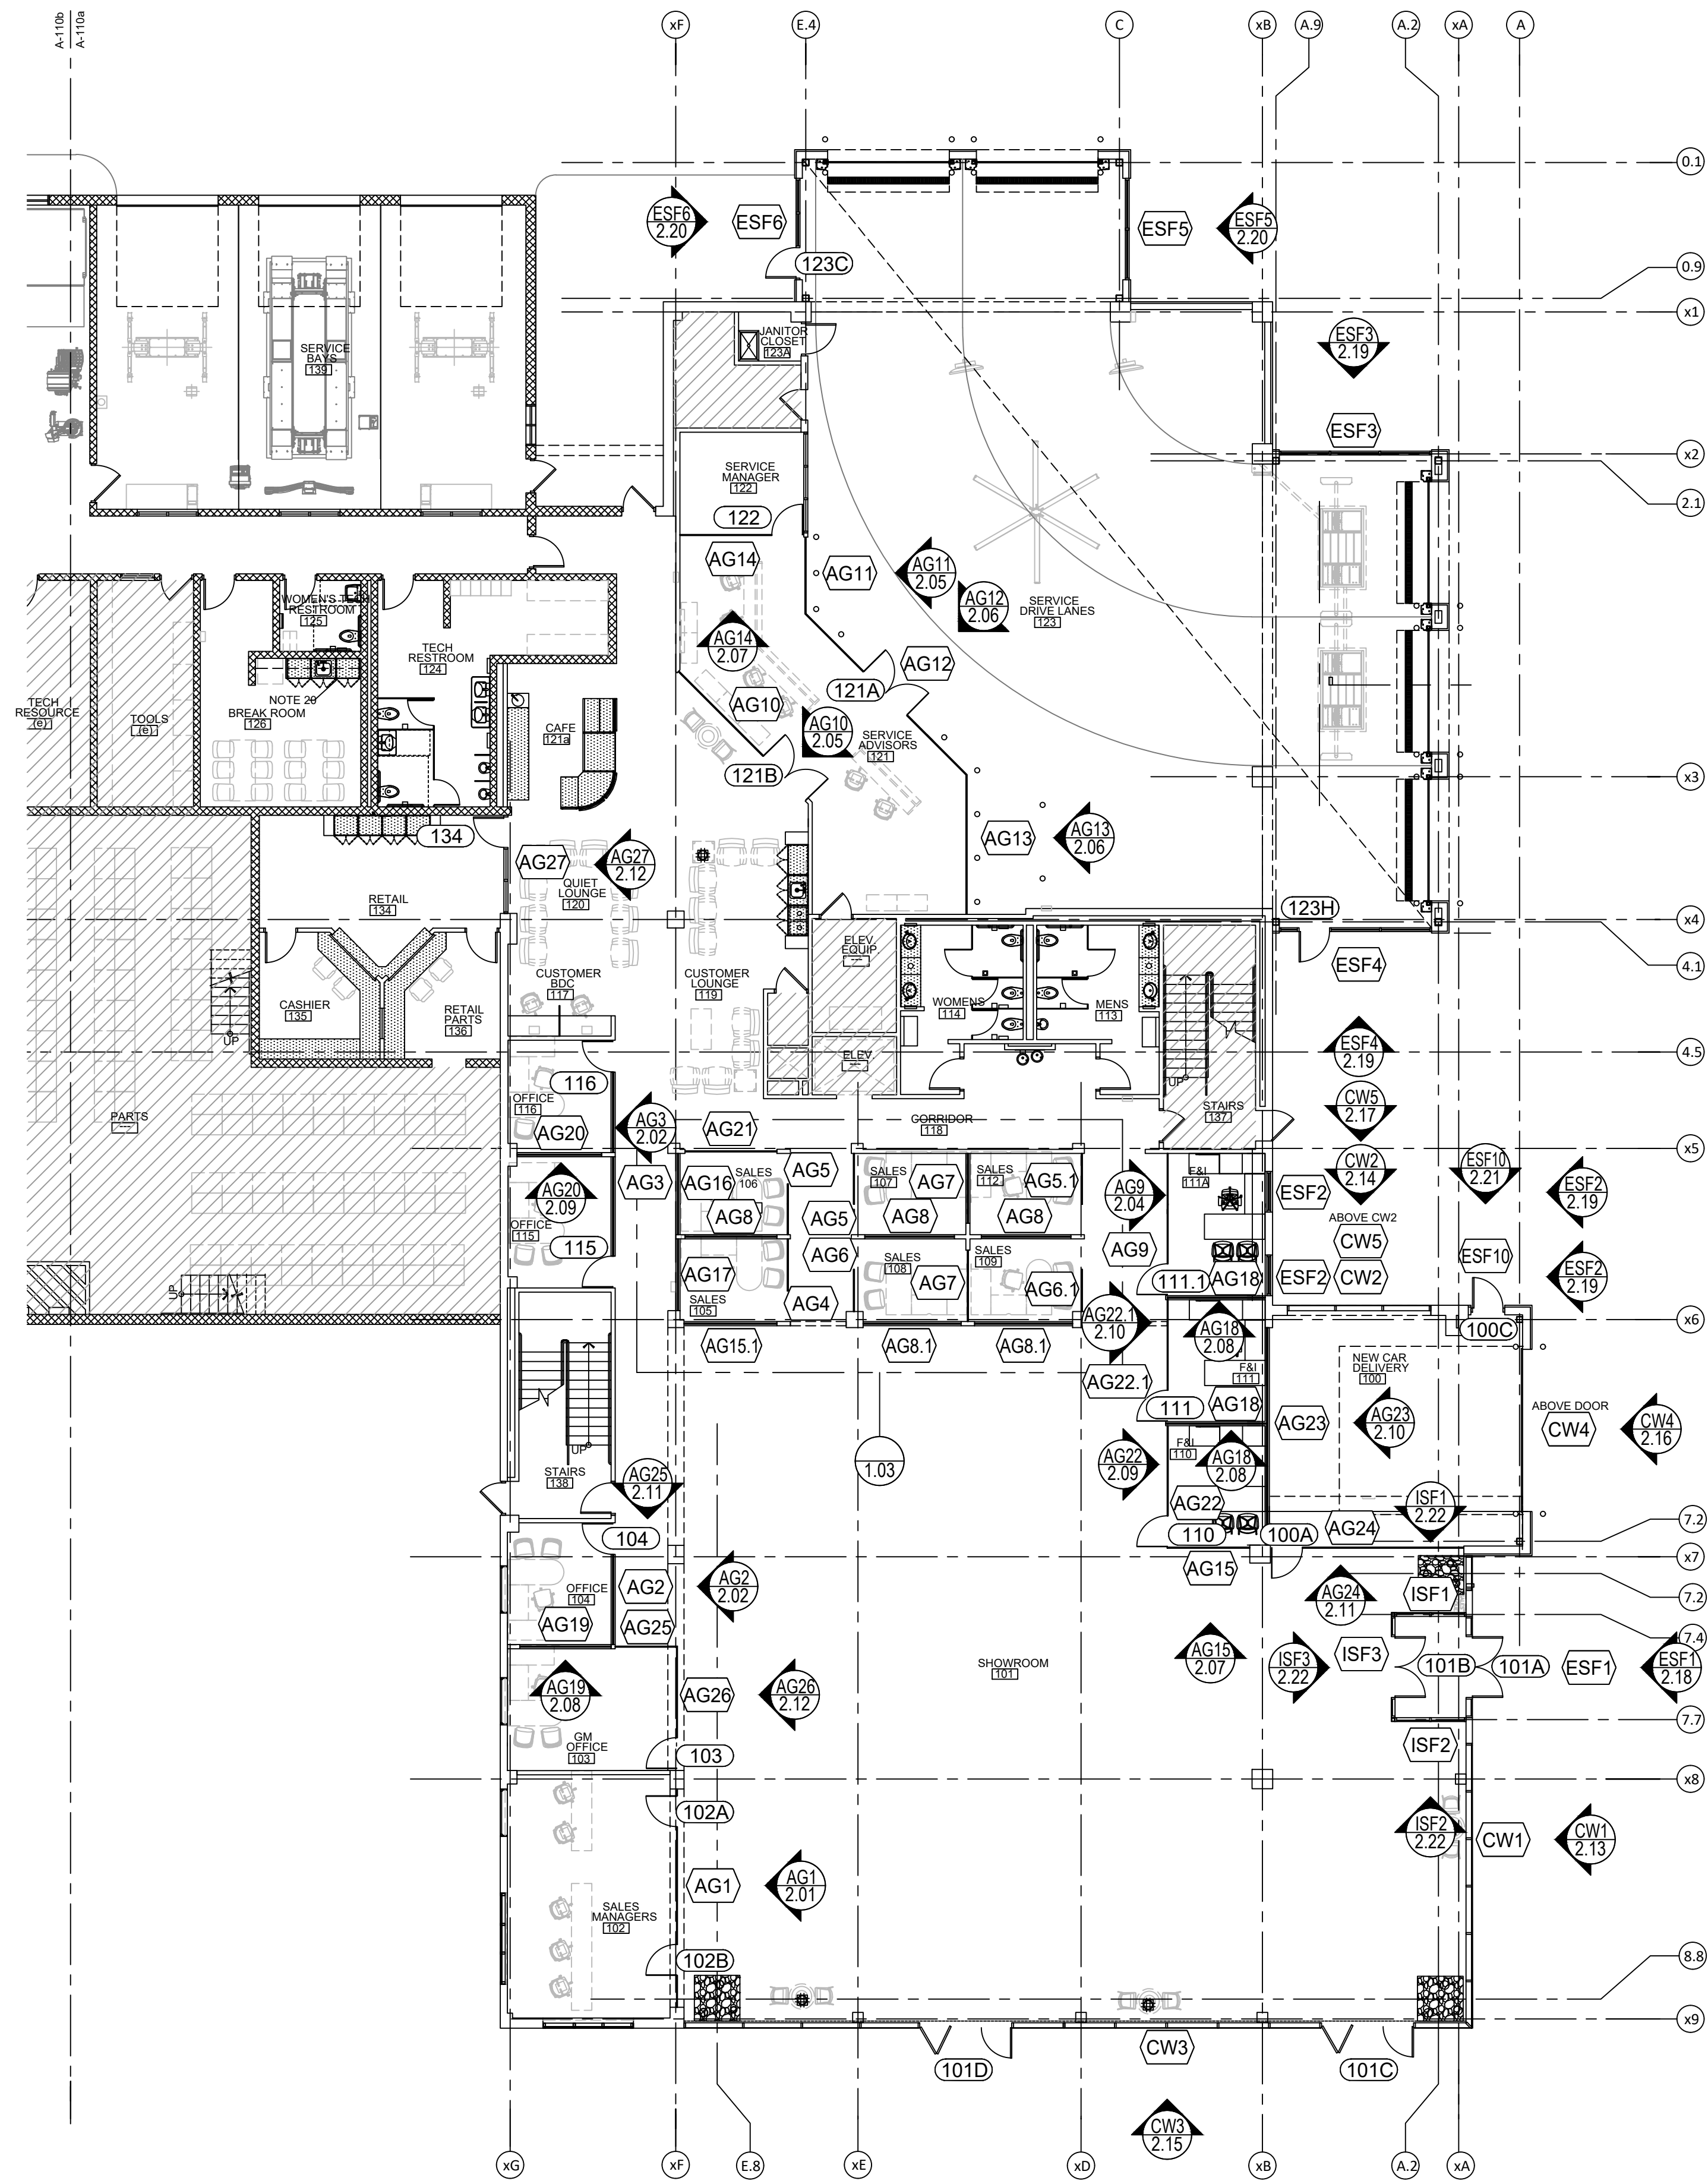 A-110b
A-110a
xF
E.4
C
xB
A.9
A.2
xA
A
0.1
ESF6
2.20
ESF6
ESF5
ESF5
2.20
123C
0.9
x1
JANITOR
CLOSET
123A
ESF3
2.19
SERVICE
BAYS
139
ESF3
x2
SERVICE
MANAGER
122
122
2.1
AG14
AG11
AG11
2.05
AG12
2.06
SERVICE
DRIVE LANES
123
WOMEN'S TECH
RESTROOM
125
AG14
2.07
TECH
RESTROOM
124
AG12
121A
TECH
RESOURCE
(e)
TOOLS
(e)
NOTE 20
BREAK ROOM
126
AG10
AG10
2.05
CAFE
121a
SERVICE
ADVISORS
121
121B
x3
134
AG27
AG27
2.12
AG13
AG13
2.06
QUIET
LOUNGE
120
RETAIL
134
123H
x4
ELEV
EQUIP
---
ESF4
4.1
CUSTOMER
BDC
117
CUSTOMER
LOUNGE
119
WOMENS
114
MENS
113
CASHIER
135
RETAIL
PARTS
136
UP
ESF4
2.19
4.5
ELEV
---
116
UP
OFFICE
116
STAIRS
137
CW5
2.17
PARTS
---
AG20
AG3
2.02
AG21
CORRIDOR
118
x5
AG3
AG16
SALES
106
AG5
SALES
107
AG7
SALES
112
AG5.1
AG9
2.04
F&I
111A
CW2
2.14
ESF10
2.21
ESF2
ESF2
2.19
AG20
2.09
AG8
AG5
AG8
AG8
ABOVE CW2
CW5
OFFICE
115
115
AG6
AG9
ESF10
AG17
SALES
108
AG7
SALES
109
AG6.1
111.1
AG18
ESF2
CW2
ESF2
2.19
UP
SALES
105
AG4
AG22.1
2.10
AG18
2.08
100C
x6
AG15.1
AG8.1
AG8.1
AG22.1
F&I
111
NEW CAR
DELIVERY
100
111
AG18
AG23
AG23
2.10
ABOVE DOOR
CW4
CW4
2.16
UP
F&I
110
STAIRS
138
AG25
2.11
1.03
AG22
2.09
AG18
2.08
AG22
ISF1
2.22
104
110
100A
AG24
7.2
x7
AG15
OFFICE
104
AG2
AG2
2.02
AG24
2.11
ISF1
7.2
AG19
AG25
7.4
SHOWROOM
101
AG15
2.07
ISF3
2.22
ISF3
101B
101A
ESF1
ESF1
2.18
AG19
2.08
AG26
AG26
2.12
7.7
GM
OFFICE
103
103
ISF2
x8
102A
ISF2
2.22
CW1
CW1
2.13
AG1
AG1
2.01
SALES
MANAGERS
102
102B
8.8
x9
101D
CW3
101C
CW3
2.15
xG
xF
E.8
xE
xD
xB
A.2
xA